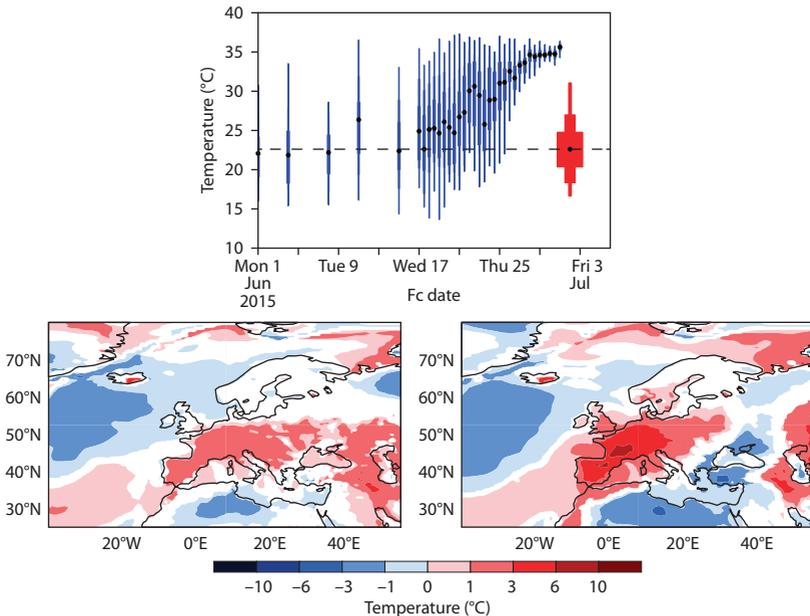 40
35
30
25
20
15
10
Temperature (°C)
Mon 1 Tue 9 Wed 17 Thu 25 Fri 3
Jun Jul
2015
Fc date
70°N
60°N
50°N
40°N
30°N
20°W 0°E 20°E 40°E
70°N
60°N
50°N
40°N
30°N
20°W 0°E 20°E 40°E
–10 –6 –3 –1 0 1 3 6 10
Temperature (°C)